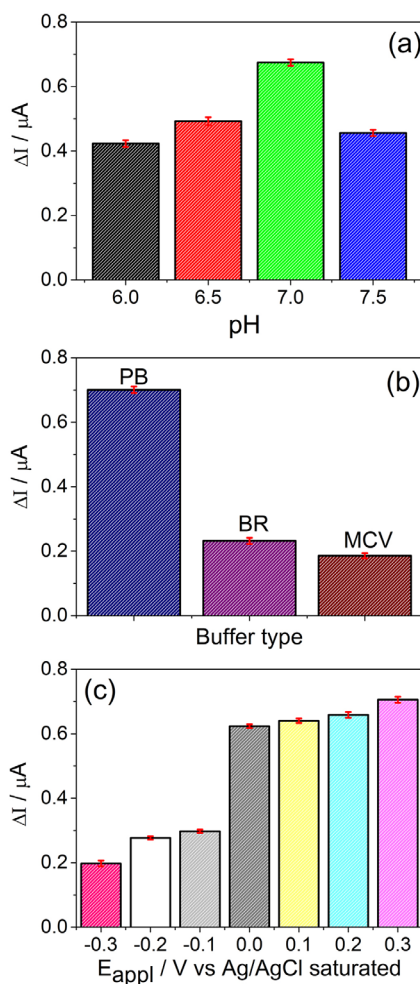 (a)
ΔI / μA
0.8
0.6
0.4
0.2
0.0
6.0 6.5 7.0 7.5
pH
(b)
ΔI / μA
0.8
0.6
0.4
0.2
0.0
PB
BR
MCV
Buffer type
(c)
ΔI / μA
0.8
0.6
0.4
0.2
0.0
-0.3 -0.2 -0.1 0.0 0.1 0.2 0.3
Eappl / V vs Ag/AgCl saturated